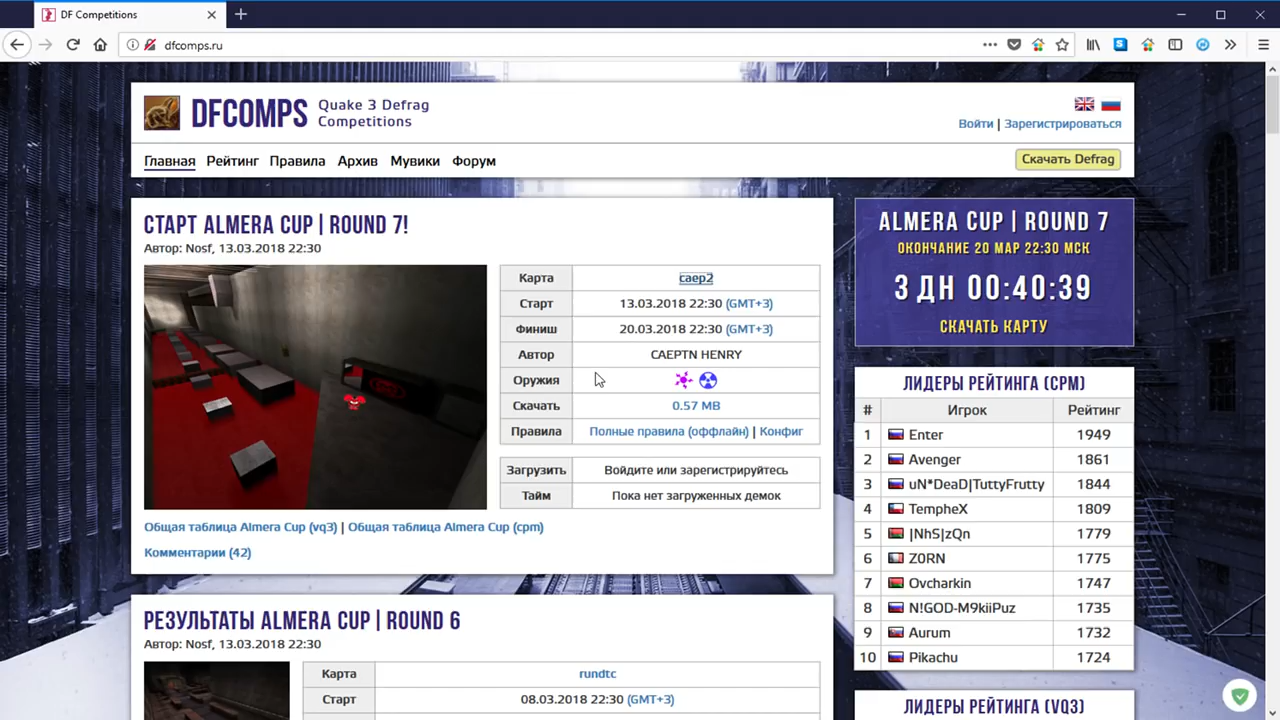 DF Competitions
dfcomps.ru
DFCOMPS
Quake 3 Defrag
Competitions
Войти | Зарегистрироваться
Главная Рейтинг Правила Архив Мувики Форум
Скачать Defrag
СТАРТ ALMERA CUP | ROUND 7!
Автор: Nosf, 13.03.2018 22:30
Карта caep2
Старт 13.03.2018 22:30 (GMT+3)
Финиш 20.03.2018 22:30 (GMT+3)
Автор CAEPTN HENRY
Оружия
Скачать 0.57 MB
Правила Полные правила (оффлайн) | Конфиг
Загрузить Войдите или зарегистрируйтесь
Тайм Пока нет загруженных демок
Общая таблица Almera Cup (vq3) | Общая таблица Almera Cup (cpm)
Комментарии (42)
РЕЗУЛЬТАТЫ ALMERA CUP | ROUND 6
Автор: Nosf, 13.03.2018 22:30
Карта rundtc
Старт 08.03.2018 22:30 (GMT+3)
ALMERA CUP | ROUND 7
ОКОНЧАНИЕ 20 МАР 22:30 МСК
3 ДН 00:40:39
СКАЧАТЬ КАРТУ
ЛИДЕРЫ РЕЙТИНГА (CPM)
# Игрок Рейтинг
1 Enter 1949
2 Avenger 1861
3 uN*DeaD|TuttyFrutty 1844
4 TempheX 1809
5 |NhS|zQn 1779
6 Z0RN 1775
7 Ovcharkin 1747
8 N!GOD-M9kiiPuz 1735
9 Aurum 1732
10 Pikachu 1724
ЛИДЕРЫ РЕЙТИНГА (VQ3)